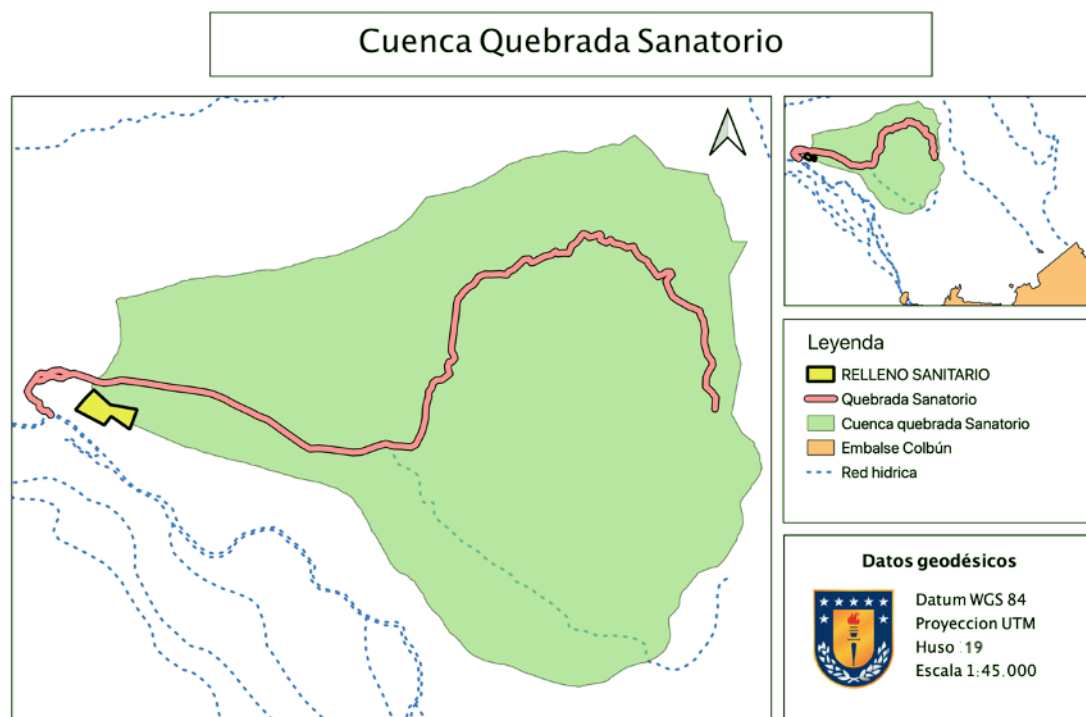 Cuenca Quebrada Sanatorio
Leyenda
RELLENO SANITARIO
Quebrada Sanatorio
Cuenca quebrada Sanatorio
Embalse Colbún
Red hidrica
Datos geodésicos
Datum WGS 84
Proyeccion UTM
Huso 19
Escala 1:45.000